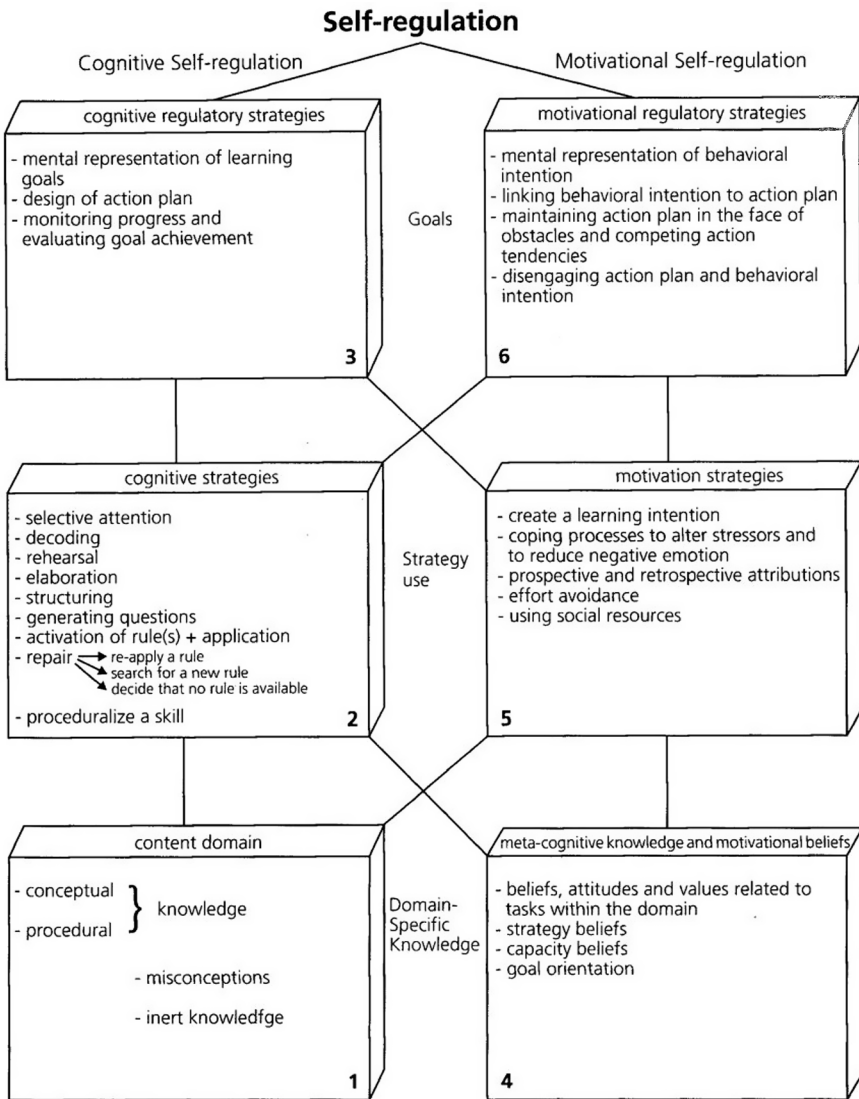 Self-regulation
Cognitive Self-regulation
Motivational Self-regulation
cognitive regulatory strategies
- mental representation of learning
goals
- design of action plan
- monitoring progress and
evaluating goal achievement
3
Goals
motivational regulatory strategies
- mental representation of behavioral
intention
- linking behavioral intention to action plan
- maintaining action plan in the face of
obstacles and competing action
tendencies
- disengaging action plan and behavioral
intention
6
cognitive strategies
- selective attention
- decoding
- rehearsal
- elaboration
- structuring
- generating questions
- activation of rule(s) + application
- repair
re-apply a rule
search for a new rule
decide that no rule is available
- proceduralize a skill
2
Strategy
use
motivation strategies
- create a learning intention
- coping processes to alter stressors and
to reduce negative emotion
- prospective and retrospective attributions
- effort avoidance
- using social resources
5
content domain
- conceptual
- procedural
} knowledge
- misconceptions
- inert knowledfge
1
Domain-
Specific
Knowledge
meta-cognitive knowledge and motivational beliefs
- beliefs, attitudes and values related to
tasks within the domain
- strategy beliefs
- capacity beliefs
- goal orientation
4